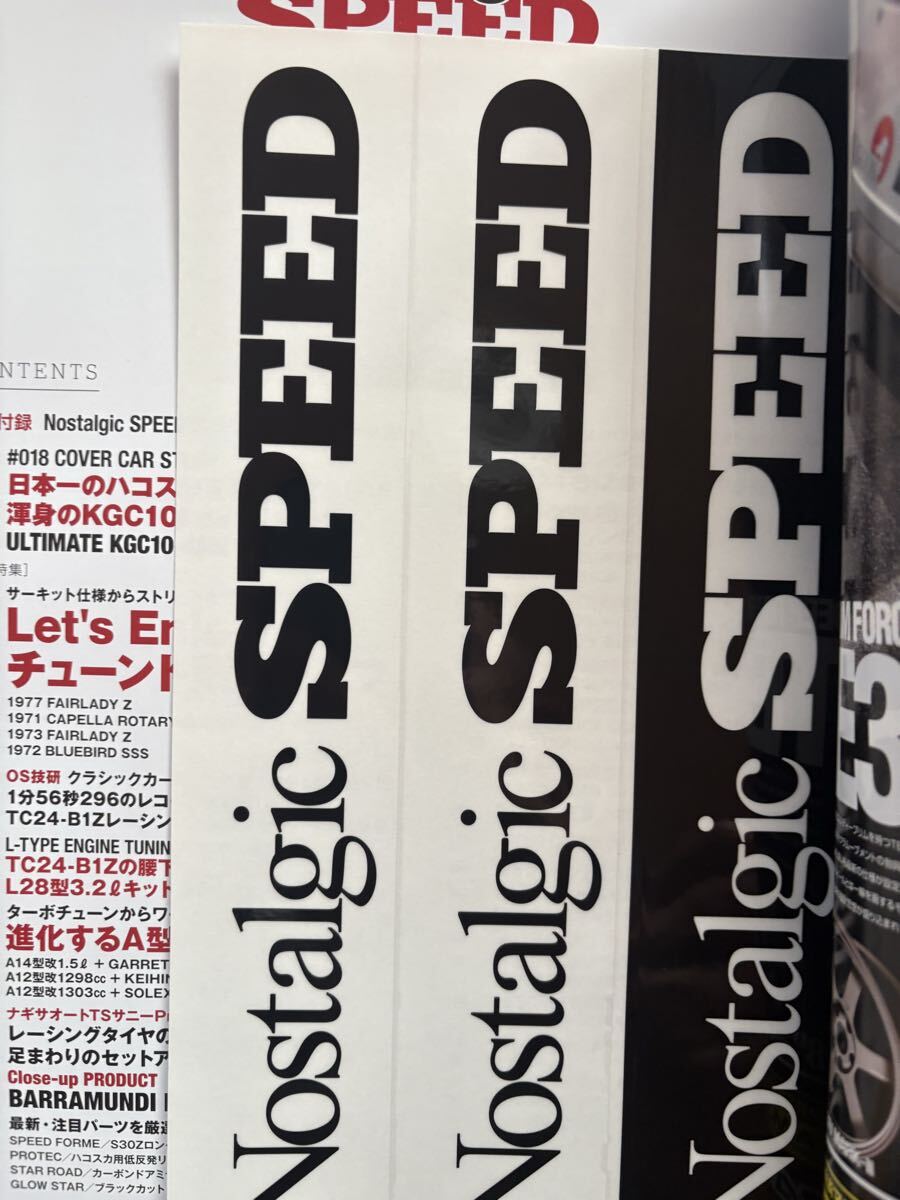 SPEED
NTENTS
付録 Nostalgic SPEE
#018 COVER CAR ST
日本一のハコス
渾身のKGC10
ULTIMATE KGC10
特集]
サーキット仕様からストリ
Let's En
チューンド
1977 FAIRLADY Z
1971 CAPELLA ROTARY
1973 FAIRLADY Z
1972 BLUEBIRD SSS
OS技研 クラシックカー
1分56秒296のレコ
TC24-B1Zレーシン
L-TYPE ENGINE TUNIN
TC24-B1Zの腰下
L28型3.2ℓキット
ターボチューンからワ
進化するA型
A14型改1.5ℓ + GARRET
A12型改1298cc + KEIHIN
A12型改1303cc + SOLEX
ナギサオートTSサニーP
レーシングタイヤの
足まわりのセットア
Close-up PRODUCT
BARRAMUNDI
最新・注目パーツを厳選
SPEED FORME／S30Zロン
PROTEC／ハコスカ用低反発リ
STAR ROAD／カーボンドアミ
GLOW STAR／ブラックカット
Nostalgic SPEED
Nostalgic SPEED
Nostalgic SPEED
M FORC
E3